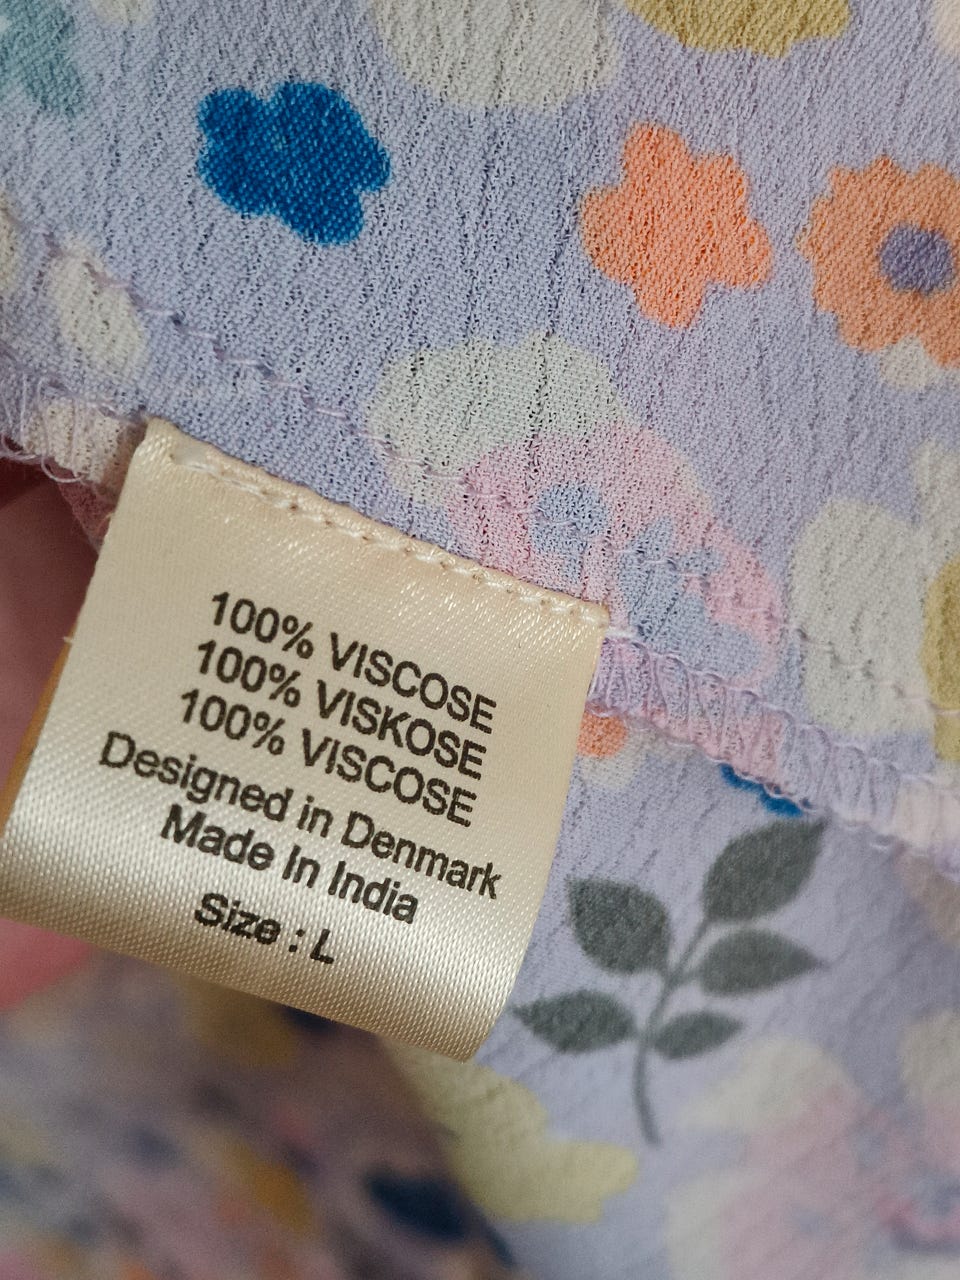 100% VISCOSE
100% VISKOSE
100% VISCOSE
Designed in Denmark
Made In India
Size : L